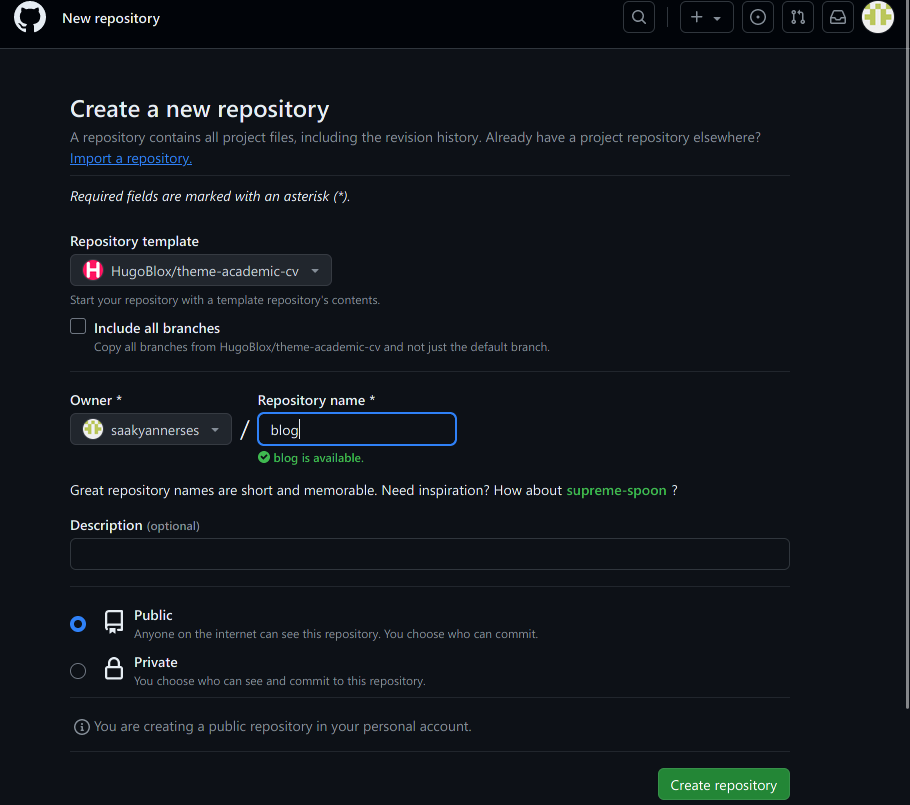 New repository
Create a new repository
A repository contains all project files, including the revision history. Already have a project repository elsewhere?
Import a repository.
Required fields are marked with an asterisk (*).
Repository template
H HugoBlox/theme-academic-cv
Start your repository with a template repository's contents.
Include all branches
Copy all branches from HugoBlox/theme-academic-cv and not just the default branch.
Owner * Repository name *
saakyannerses / blog
blog is available.
Great repository names are short and memorable. Need inspiration? How about supreme-spoon ?
Description (optional)
Public
Anyone on the internet can see this repository. You choose who can commit.
Private
You choose who can see and commit to this repository.
You are creating a public repository in your personal account.
Create repository